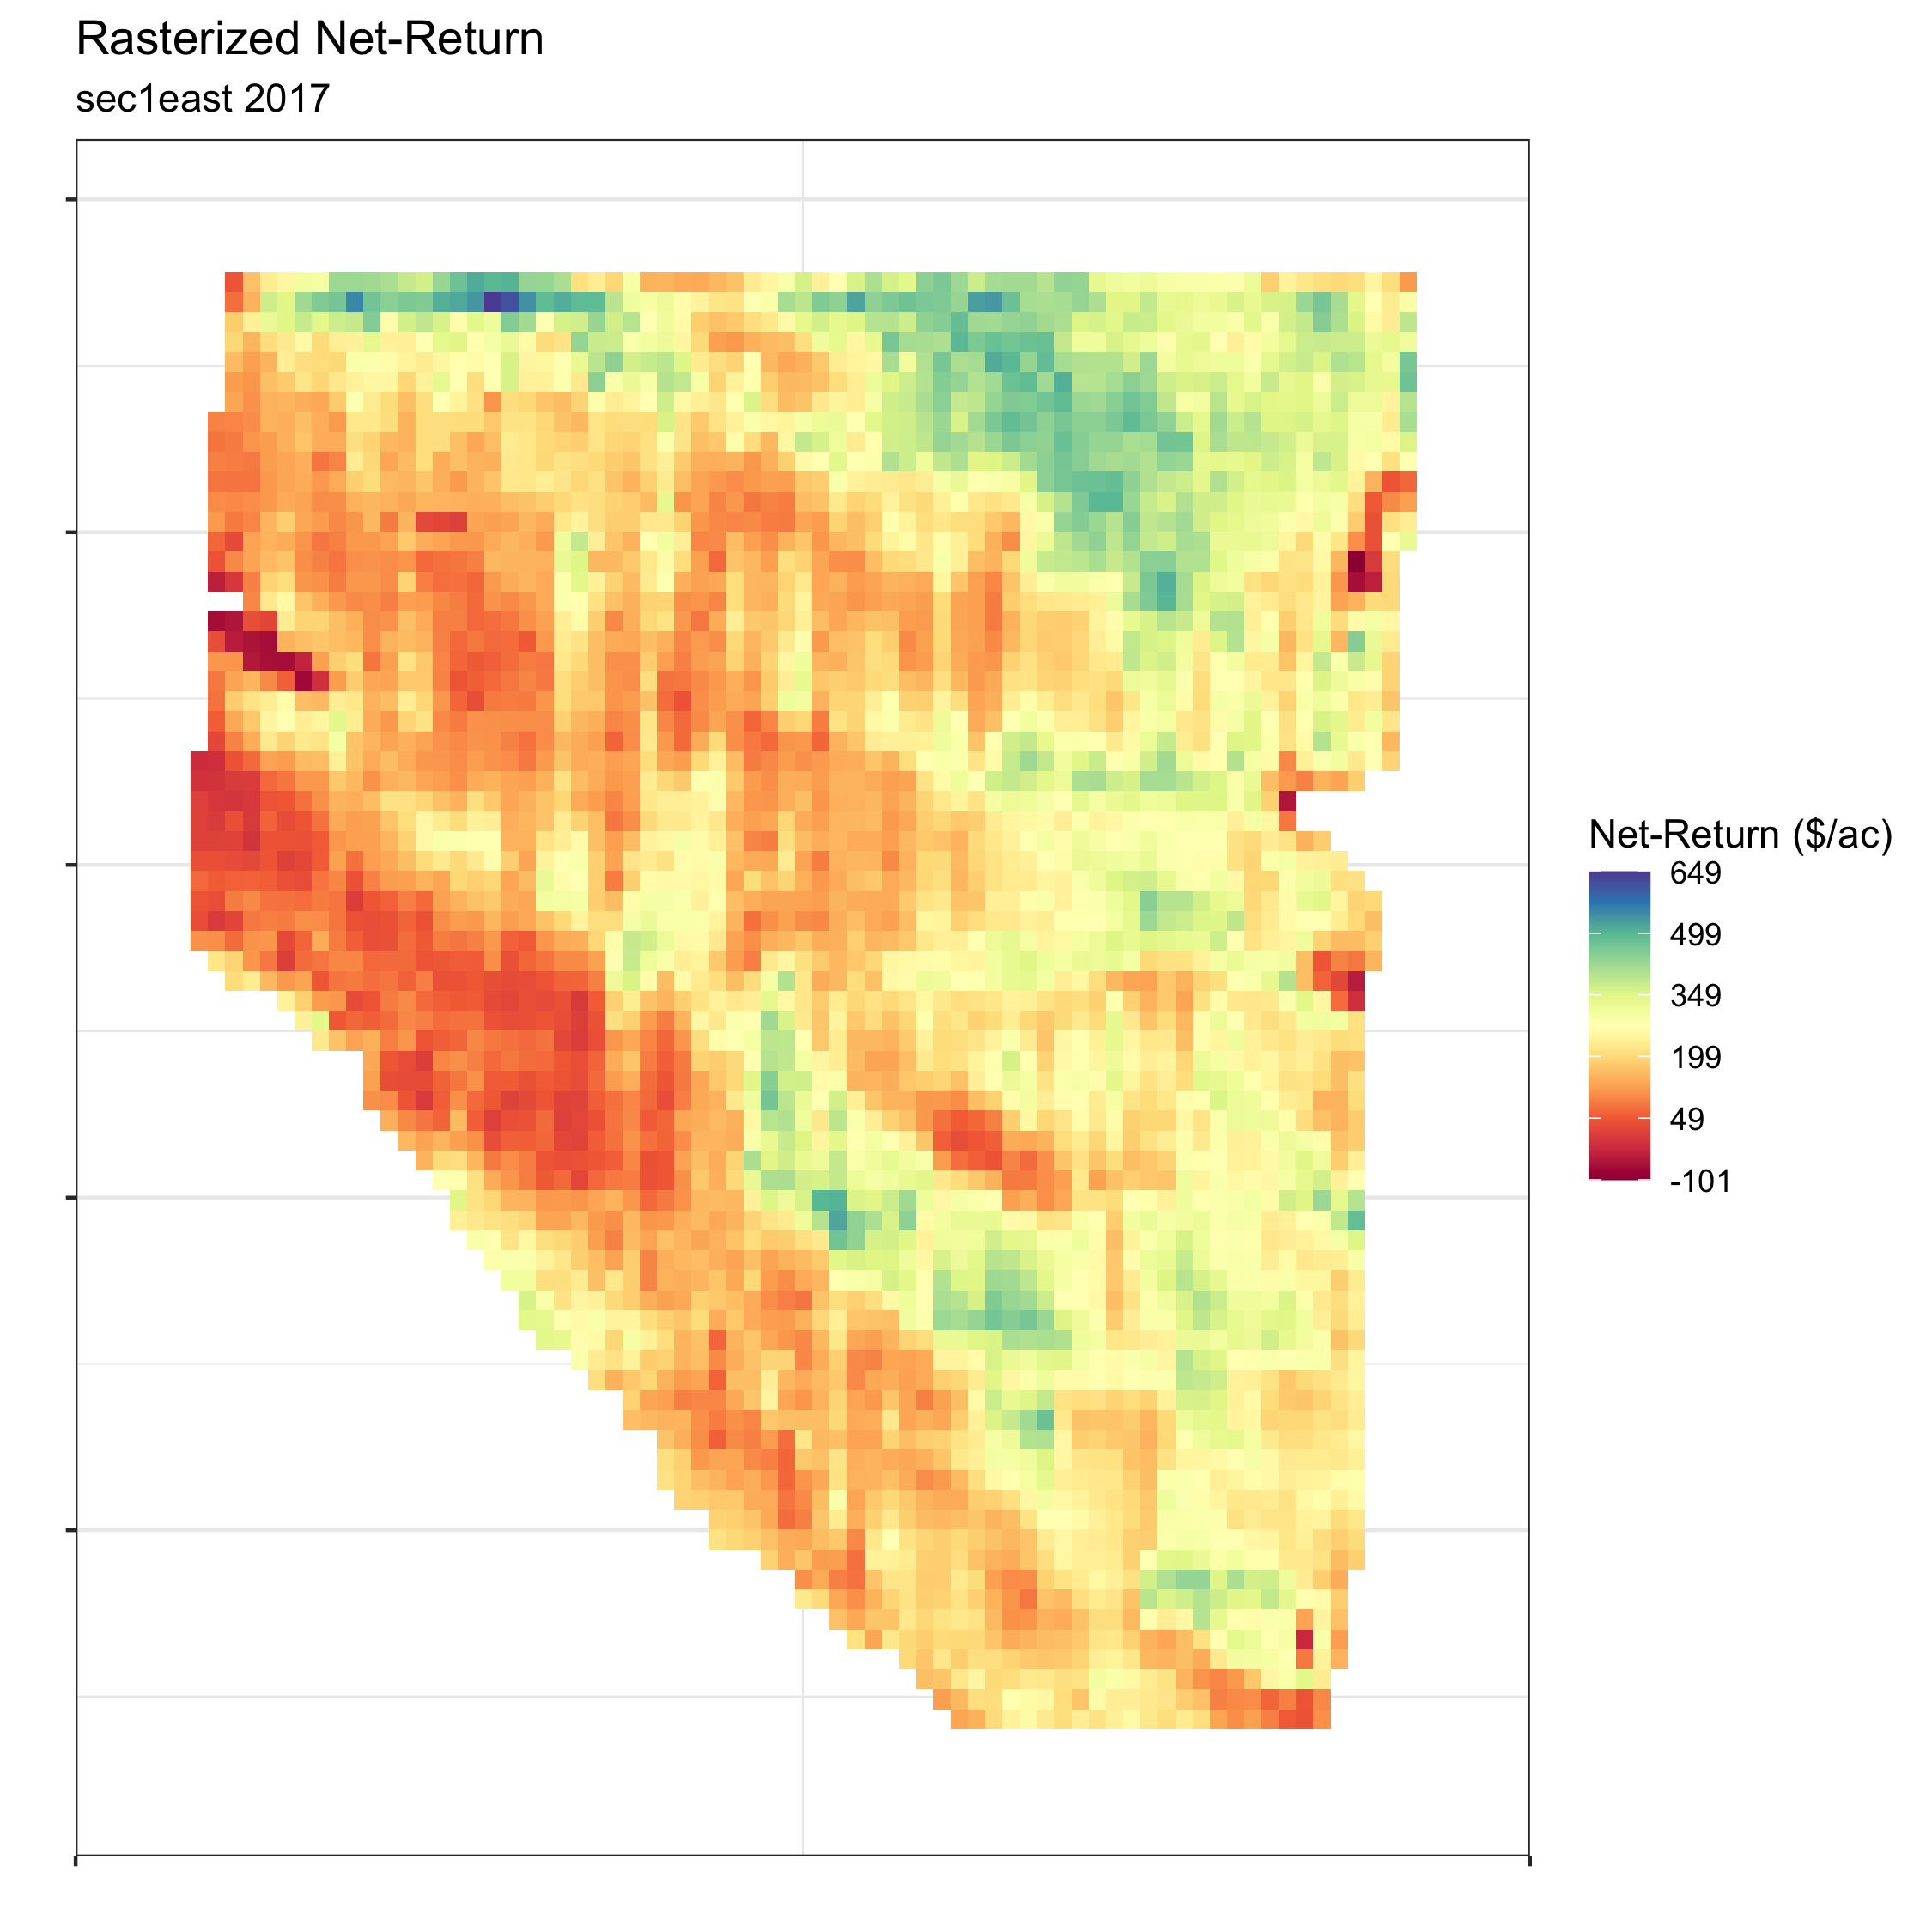 Rasterized Net-Return
sec1east 2017
Net-Return ($/ac)
649
499
349
199
49
-101